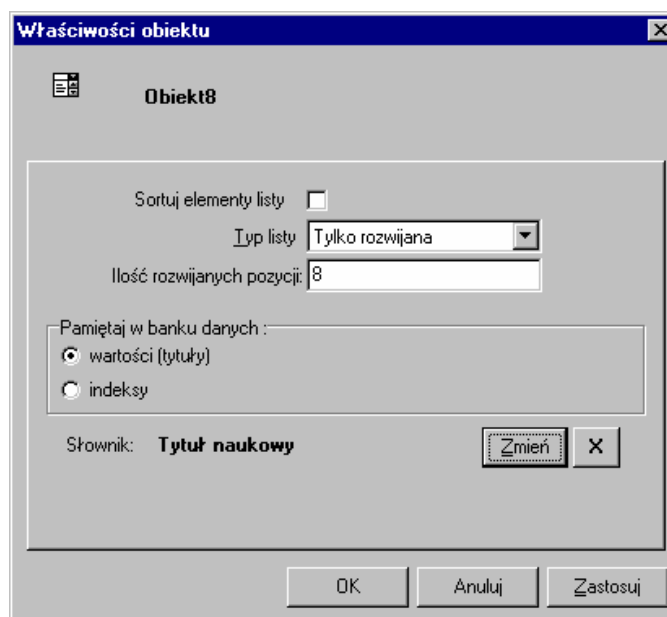 Właściwości obiektu
Obiekt8
Sortuj elementy listy
Typ listy Tylko rozwijana
Ilość rozwijanych pozycji: 8
Pamiętaj w banku danych :
wartości (tytuły)
indeksy
Słownik: Tytuł naukowy Zmień X
OK Anuluj Zastosuj